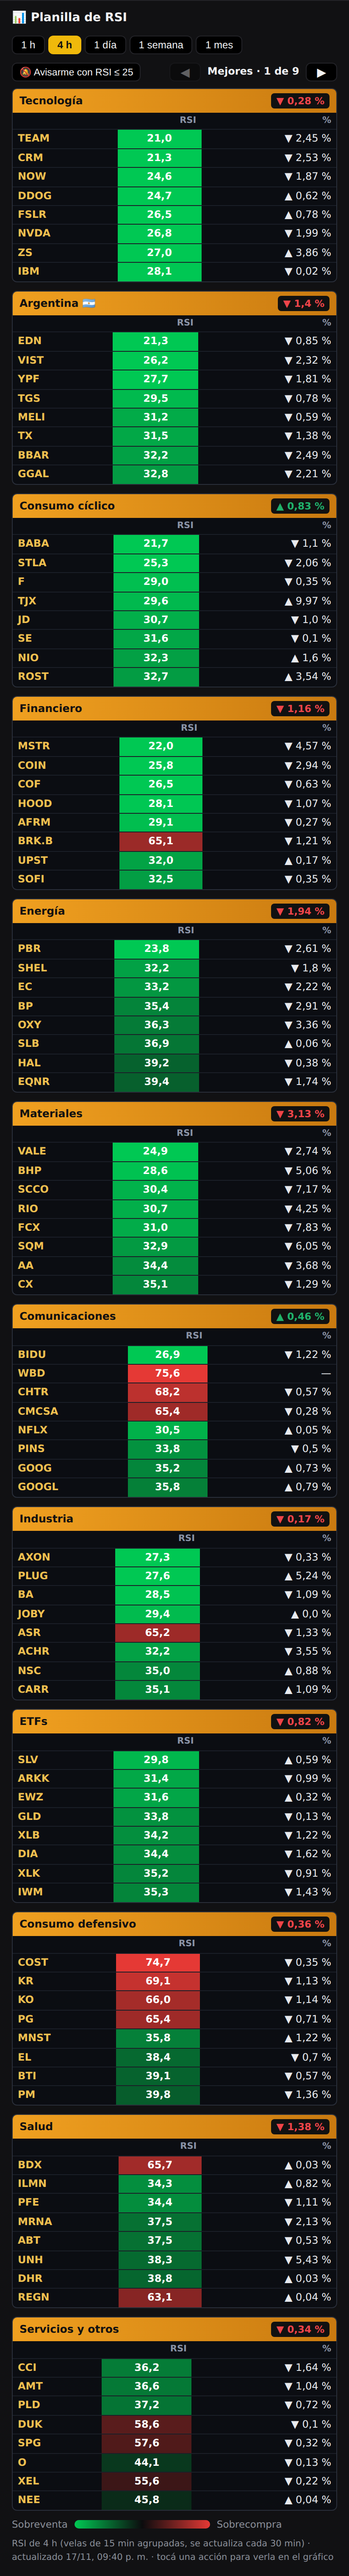 📊 Planilla de RSI
1 h 4 h 1 día 1 semana 1 mes
🔕 Avisarme con RSI ≤ 25 ◀ Mejores · 1 de 9 ▶
Tecnología ▼ 0,28 %
RSI %
TEAM 21,0 ▼ 2,45 %
CRM 21,3 ▼ 2,53 %
NOW 24,6 ▼ 1,87 %
DDOG 24,7 ▲ 0,62 %
FSLR 26,5 ▲ 0,78 %
NVDA 26,8 ▼ 1,99 %
ZS 27,0 ▲ 3,86 %
IBM 28,1 ▼ 0,02 %
Argentina 🇦🇷 ▼ 1,4 %
RSI %
EDN 21,3 ▼ 0,85 %
VIST 26,2 ▼ 2,32 %
YPF 27,7 ▼ 1,81 %
TGS 29,5 ▼ 0,78 %
MELI 31,2 ▼ 0,59 %
TX 31,5 ▼ 1,38 %
BBAR 32,2 ▼ 2,49 %
GGAL 32,8 ▼ 2,21 %
Consumo cíclico ▲ 0,83 %
RSI %
BABA 21,7 ▼ 1,1 %
STLA 25,3 ▼ 2,06 %
F 29,0 ▼ 0,35 %
TJX 29,6 ▲ 9,97 %
JD 30,7 ▼ 1,0 %
SE 31,6 ▼ 0,1 %
NIO 32,3 ▲ 1,6 %
ROST 32,7 ▲ 3,54 %
Financiero ▼ 1,16 %
RSI %
MSTR 22,0 ▼ 4,57 %
COIN 25,8 ▼ 2,94 %
COF 26,5 ▼ 0,63 %
HOOD 28,1 ▼ 1,07 %
AFRM 29,1 ▼ 0,27 %
BRK.B 65,1 ▼ 1,21 %
UPST 32,0 ▲ 0,17 %
SOFI 32,5 ▼ 0,35 %
Energía ▼ 1,94 %
RSI %
PBR 23,8 ▼ 2,61 %
SHEL 32,2 ▼ 1,8 %
EC 33,2 ▼ 2,22 %
BP 35,4 ▼ 2,91 %
OXY 36,3 ▼ 3,36 %
SLB 36,9 ▲ 0,06 %
HAL 39,2 ▼ 0,38 %
EQNR 39,4 ▼ 1,74 %
Materiales ▼ 3,13 %
RSI %
VALE 24,9 ▼ 2,74 %
BHP 28,6 ▼ 5,06 %
SCCO 30,4 ▼ 7,17 %
RIO 30,7 ▼ 4,25 %
FCX 31,0 ▼ 7,83 %
SQM 32,9 ▼ 6,05 %
AA 34,4 ▼ 3,68 %
CX 35,1 ▼ 1,29 %
Comunicaciones ▲ 0,46 %
RSI %
BIDU 26,9 ▼ 1,22 %
WBD 75,6 —
CHTR 68,2 ▼ 0,57 %
CMCSA 65,4 ▼ 0,28 %
NFLX 30,5 ▲ 0,05 %
PINS 33,8 ▼ 0,5 %
GOOG 35,2 ▲ 0,73 %
GOOGL 35,8 ▲ 0,79 %
Industria ▼ 0,17 %
RSI %
AXON 27,3 ▼ 0,33 %
PLUG 27,6 ▲ 5,24 %
BA 28,5 ▼ 1,09 %
JOBY 29,4 ▲ 0,0 %
ASR 65,2 ▼ 1,33 %
ACHR 32,2 ▼ 3,55 %
NSC 35,0 ▲ 0,88 %
CARR 35,1 ▲ 1,09 %
ETFs ▼ 0,82 %
RSI %
SLV 29,8 ▲ 0,59 %
ARKK 31,4 ▼ 0,99 %
EWZ 31,6 ▲ 0,32 %
GLD 33,8 ▼ 0,13 %
XLB 34,2 ▼ 1,22 %
DIA 34,4 ▼ 1,62 %
XLK 35,2 ▼ 0,91 %
IWM 35,3 ▼ 1,43 %
Consumo defensivo ▼ 0,36 %
RSI %
COST 74,7 ▼ 0,35 %
KR 69,1 ▼ 1,13 %
KO 66,0 ▼ 1,14 %
PG 65,4 ▼ 0,71 %
MNST 35,8 ▲ 1,22 %
EL 38,4 ▼ 0,7 %
BTI 39,1 ▼ 0,57 %
PM 39,8 ▼ 1,36 %
Salud ▼ 1,38 %
RSI %
BDX 65,7 ▲ 0,03 %
ILMN 34,3 ▲ 0,82 %
PFE 34,4 ▼ 1,11 %
MRNA 37,5 ▼ 2,13 %
ABT 37,5 ▼ 0,53 %
UNH 38,3 ▼ 5,43 %
DHR 38,8 ▲ 0,03 %
REGN 63,1 ▲ 0,04 %
Servicios y otros ▼ 0,34 %
RSI %
CCI 36,2 ▼ 1,64 %
AMT 36,6 ▼ 1,04 %
PLD 37,2 ▼ 0,72 %
DUK 58,6 ▼ 0,1 %
SPG 57,6 ▼ 0,32 %
O 44,1 ▼ 0,13 %
XEL 55,6 ▼ 0,22 %
NEE 45,8 ▲ 0,04 %
Sobreventa Sobrecompra
RSI de 4 h (velas de 15 min agrupadas, se actualiza cada 30 min) ·
actualizado 17/11, 09:40 p. m. · tocá una acción para verla en el gráfico